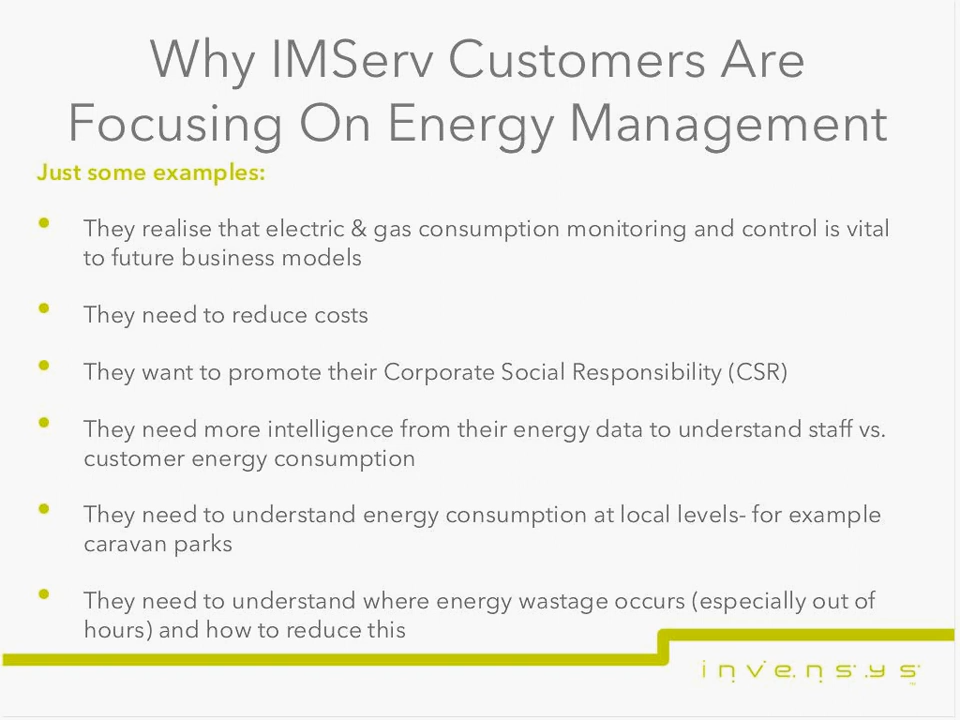 Why IMServ Customers Are
Focusing On Energy Management
Just some examples:
• They realise that electric & gas consumption monitoring and control is vital
to future business models
• They need to reduce costs
• They want to promote their Corporate Social Responsibility (CSR)
• They need more intelligence from their energy data to understand staff vs.
customer energy consumption
• They need to understand energy consumption at local levels- for example
caravan parks
• They need to understand where energy wastage occurs (especially out of
hours) and how to reduce this
invensys™